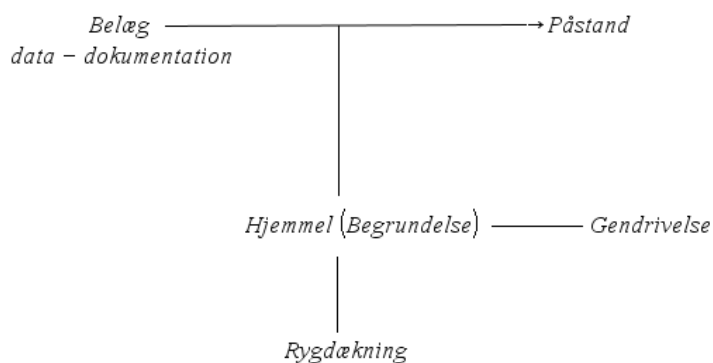 Belæg
Påstand
data – dokumentation
Hjemmel (Begrundelse)
Gendrivelse
Rygdækning